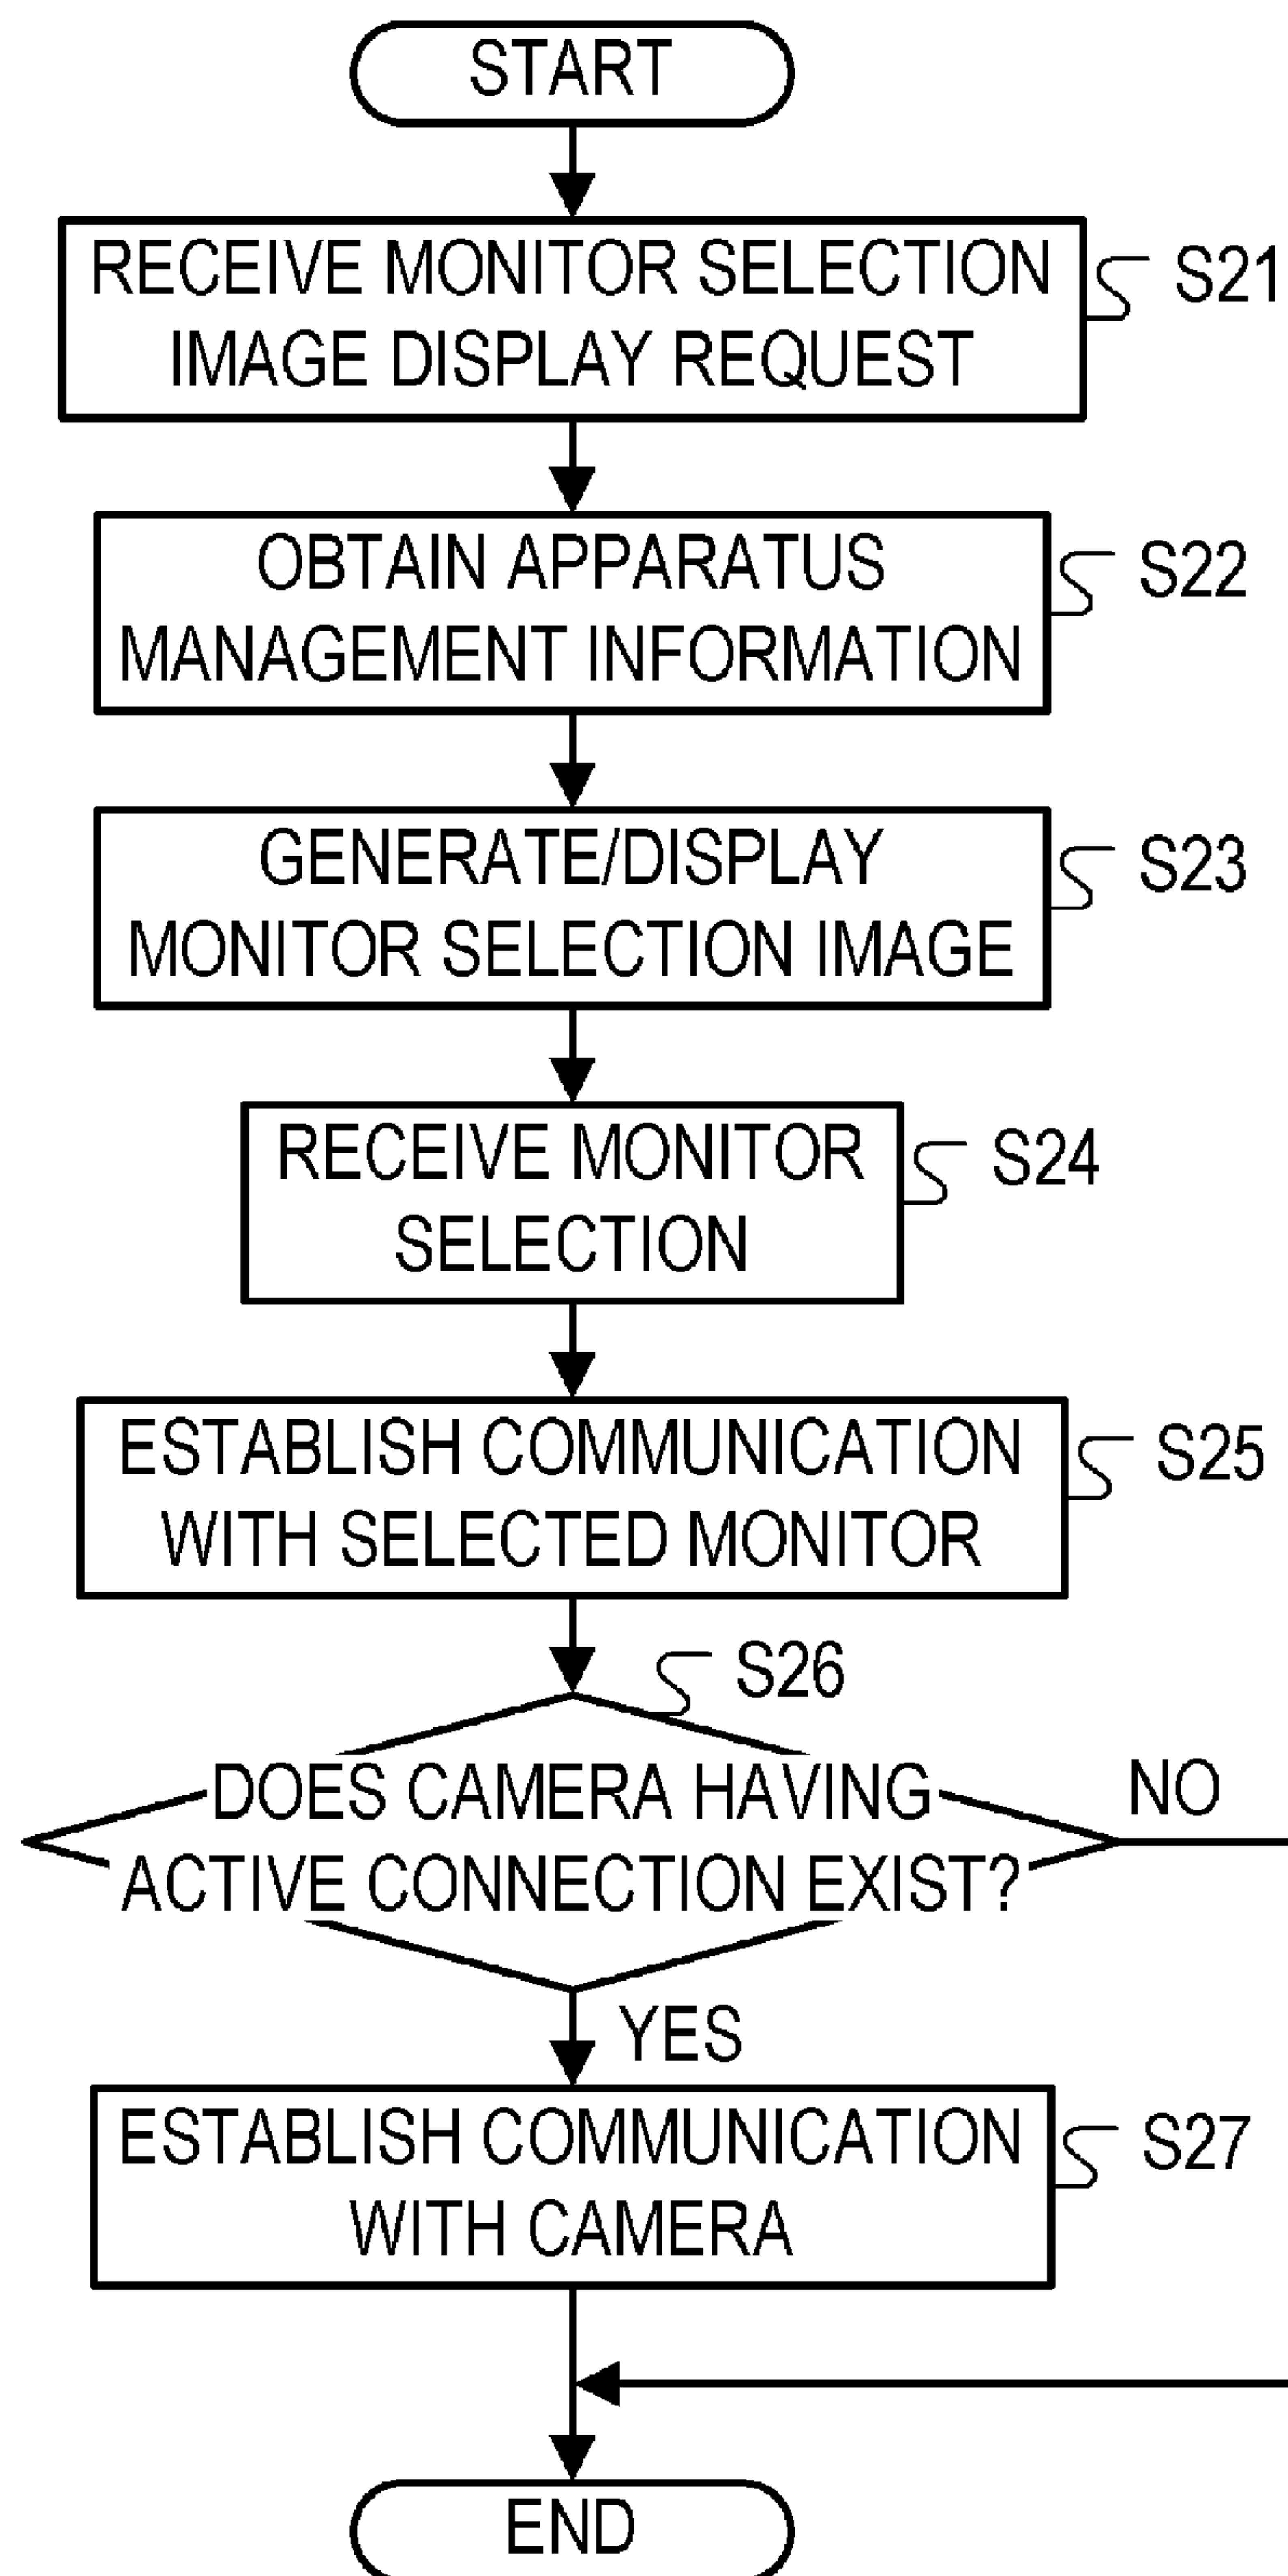 START
RECEIVE MONITOR SELECTION
IMAGE DISPLAY REQUEST
S21
OBTAIN APPARATUS
MANAGEMENT INFORMATION
S22
GENERATE/DISPLAY
MONITOR SELECTION IMAGE
S23
RECEIVE MONITOR
SELECTION
S24
ESTABLISH COMMUNICATION
WITH SELECTED MONITOR
S25
S26
DOES CAMERA HAVING
ACTIVE CONNECTION EXIST?
NO
YES
ESTABLISH COMMUNICATION
WITH CAMERA
S27
END